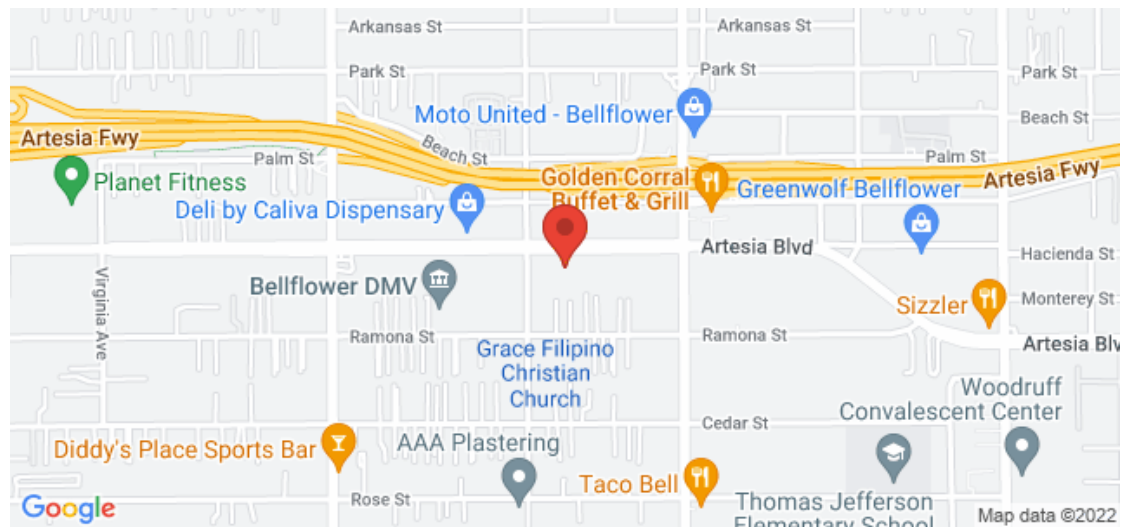 Arkansas St
Arkansas St
Park St
Park St
Park St
Moto United - Bellflower
Beach St
Artesia Fwy
Beach St
Palm St
Palm St
Artesia Fwy
Planet Fitness
Golden Corral
Buffet & Grill
Greenwolf Bellflower
Deli by Caliva Dispensary
Artesia Blvd
Hacienda St
Bellflower DMV
Virginia Ave
Sizzler
Monterey St
Ramona St
Ramona St
Artesia Blv
Grace Filipino
Christian
Church
Woodruff
Convalescent Center
Cedar St
Diddy's Place Sports Bar
AAA Plastering
Taco Bell
Rose St
Thomas Jefferson
Elementary School
Google
Map data ©2022